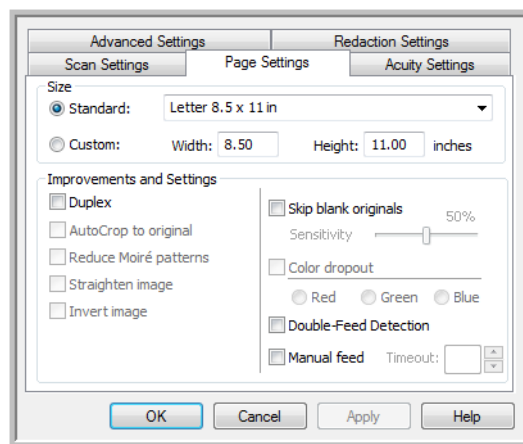 Advanced Settings Redaction Settings
Scan Settings Page Settings Acuity Settings
Size
Standard: Letter 8.5 x 11 in
Custom: Width: 8.50 Height: 11.00 inches
Improvements and Settings
Duplex
AutoCrop to original
Reduce Moiré patterns
Straighten image
Invert image
Skip blank originals 50%
Sensitivity
Color dropout
Red Green Blue
Double-Feed Detection
Manual feed Timeout:
OK Cancel Apply Help